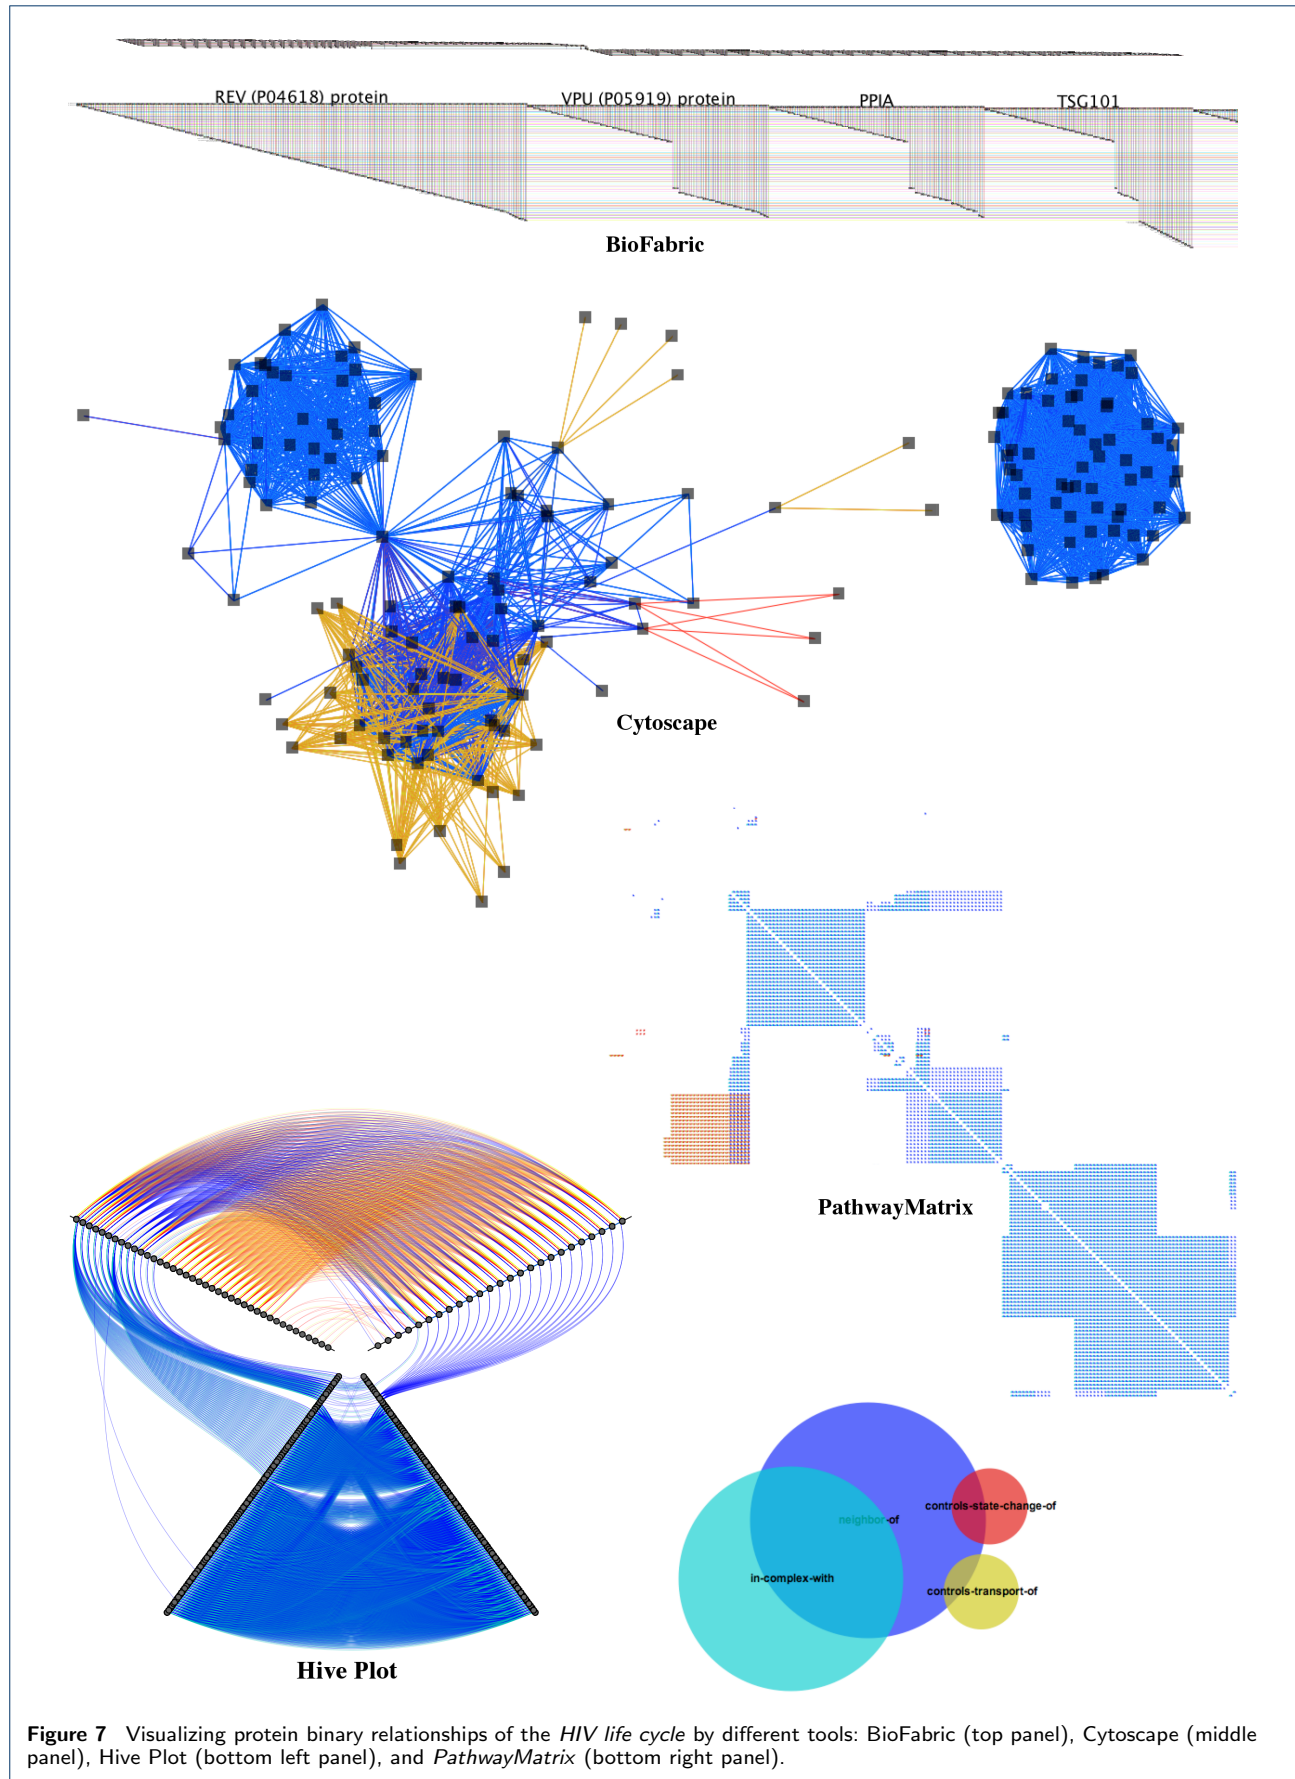 REV (P04618) protein
VPU (P05919) protein
PPIA
TSG101
BioFabric
Cytoscape
PathwayMatrix
neighbor-of
controls-state-change-of
in-complex-with
controls-transport-of
Hive Plot
Figure 7 Visualizing protein binary relationships of the HIV life cycle by different tools: BioFabric (top panel), Cytoscape (middle
panel), Hive Plot (bottom left panel), and PathwayMatrix (bottom right panel).